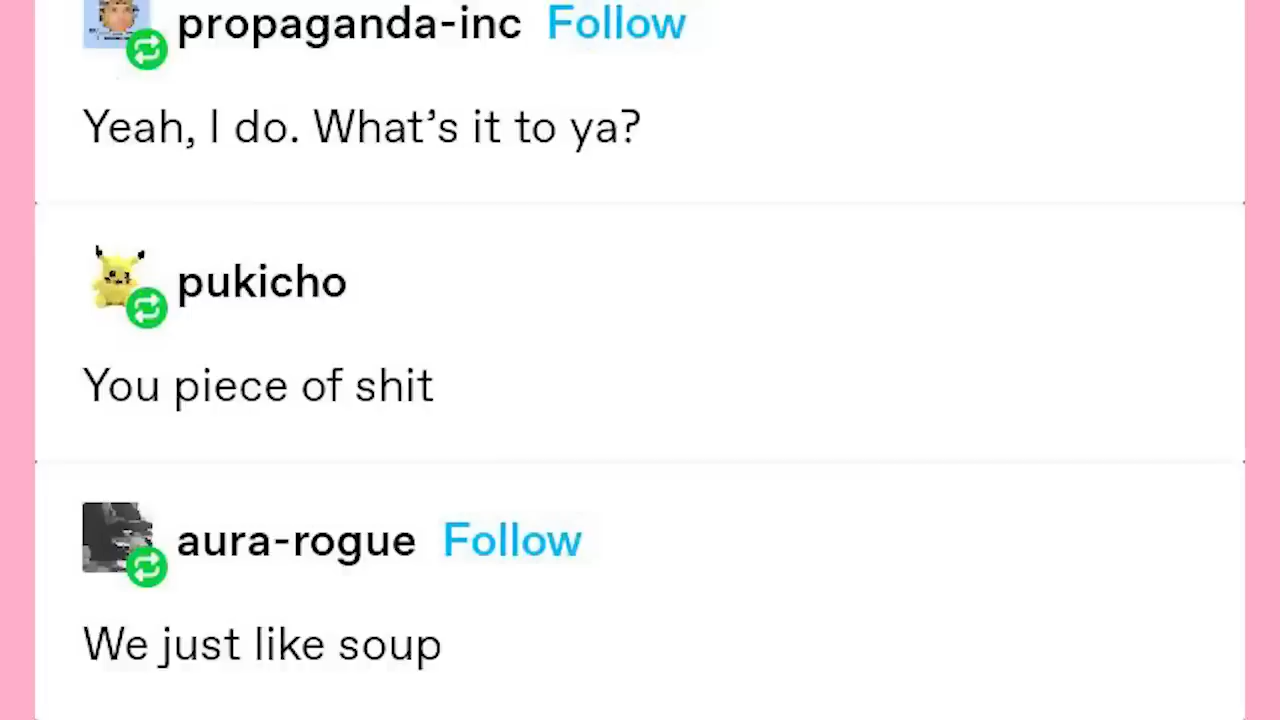 propaganda-inc Follow
Yeah, I do. What’s it to ya?
pukicho
You piece of shit
aura-rogue Follow
We just like soup